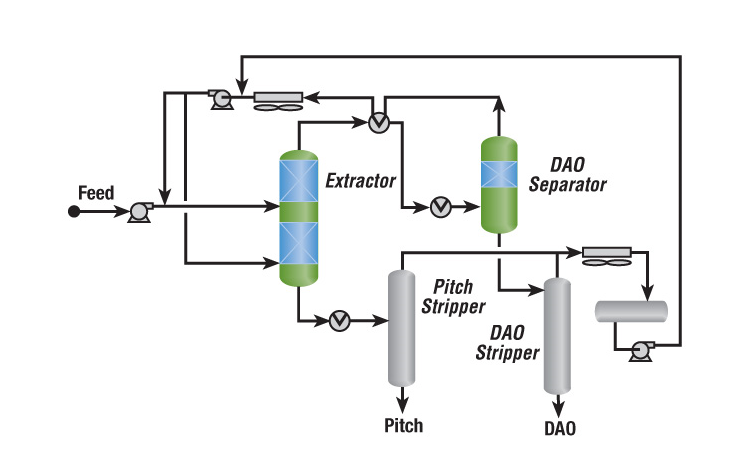 Feed
Extractor
DAO
Separator
Pitch
Stripper
DAO
Stripper
Pitch
DAO